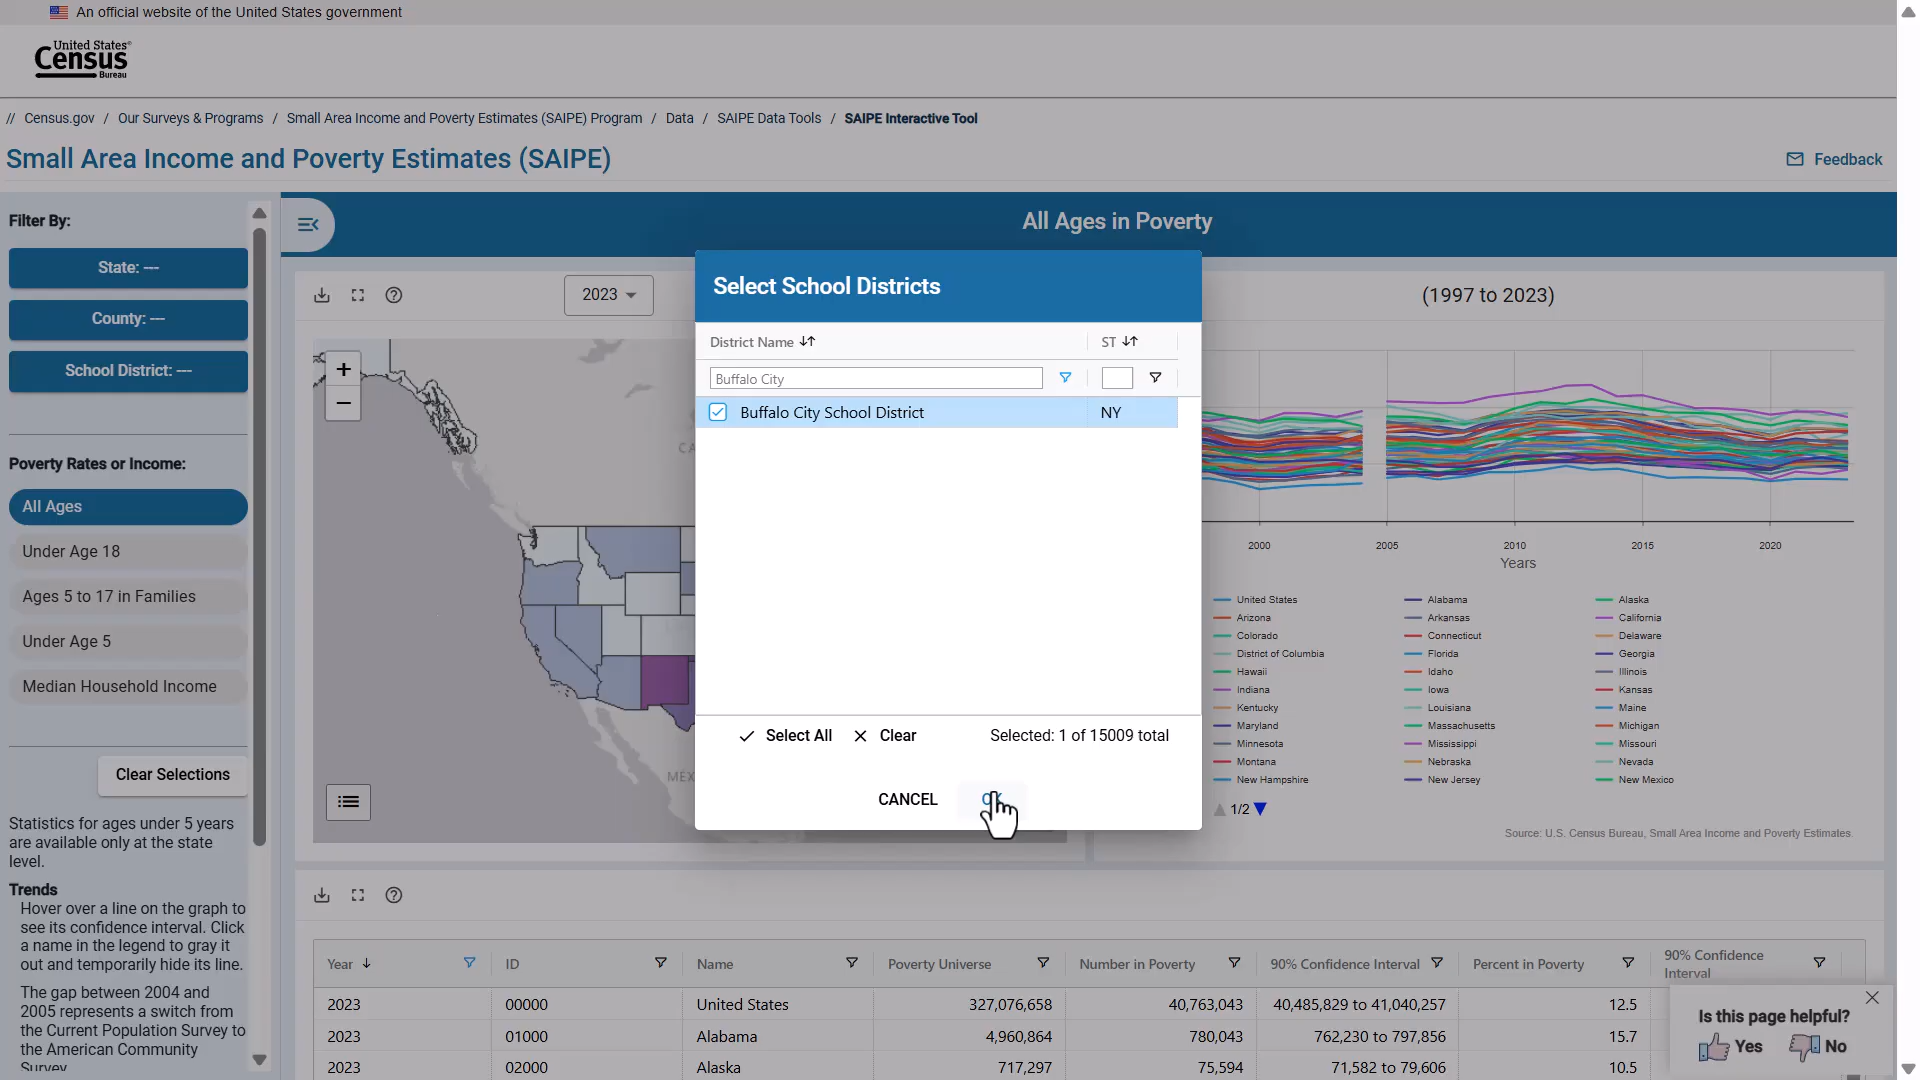 An official website of the United States government
United States®
Census
Bureau
// Census.gov / Our Surveys & Programs / Small Area Income and Poverty Estimates (SAIPE) Program / Data / SAIPE Data Tools / SAIPE Interactive Tool
Small Area Income and Poverty Estimates (SAIPE)
Feedback
Filter By:
State: ---
County: ---
School District: ---
Poverty Rates or Income:
All Ages
Under Age 18
Ages 5 to 17 in Families
Under Age 5
Median Household Income
Clear Selections
Statistics for ages under 5 years
are available only at the state
level.
Trends
Hover over a line on the graph to
see its confidence interval. Click
a name in the legend to gray it
out and temporarily hide its line.
The gap between 2004 and
2005 represents a switch from
the Current Population Survey to
the American Community
Survey
All Ages in Poverty
2023
+
−
CA
MÉX
Select School Districts
District Name ST
Buffalo City
Buffalo City School District NY
Select All Clear Selected: 1 of 15009 total
CANCEL
(1997 to 2023)
2000 2005 2010 2015 2020
Years
United States Alabama Alaska
Arizona Arkansas California
Colorado Connecticut Delaware
District of Columbia Florida Georgia
Hawaii Idaho Illinois
Indiana Iowa Kansas
Kentucky Louisiana Maine
Maryland Massachusetts Michigan
Minnesota Mississippi Missouri
Montana Nebraska Nevada
New Hampshire New Jersey New Mexico
1/2
Source: U.S. Census Bureau, Small Area Income and Poverty Estimates.
Year ID Name Poverty Universe Number in Poverty 90% Confidence Interval Percent in Poverty 90% Confidence
Interval
2023 00000 United States 327,076,658 40,763,043 40,485,829 to 41,040,257 12.5
2023 01000 Alabama 4,960,864 780,043 762,230 to 797,856 15.7
2023 02000 Alaska 717,297 75,594 71,582 to 79,606 10.5
Is this page helpful?
Yes No